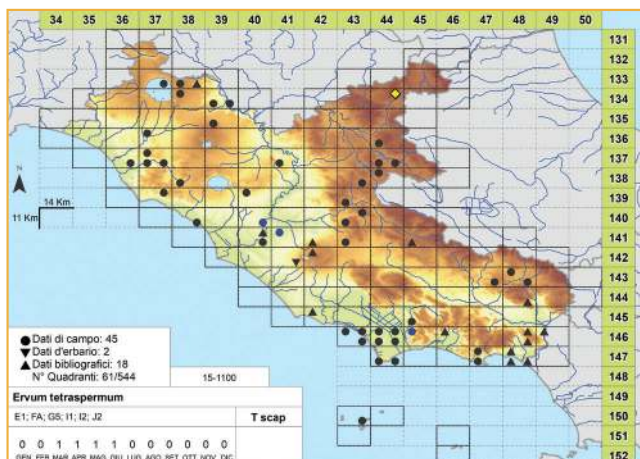 34 35 36 37 38 39 40 41 42 43 44 45 46 47 48 49 50
131
132
133
134
135
136
137
138
139
140
141
142
143
144
145
146
147
148
149
150
151
152
N
14 Km
11 Km
Dati di campo: 45
Dati d'erbario: 2
Dati bibliografici: 18
N° Quadranti: 61/544
15-1100
Ervum tetraspermum
E1; FA; G5; I1; I2; J2
T scap
0 0 1 1 1 1 0 0 0 0 0 0
GEN FEB MAR APR MAG GIU LUG AGO SET OTT NOV DIC